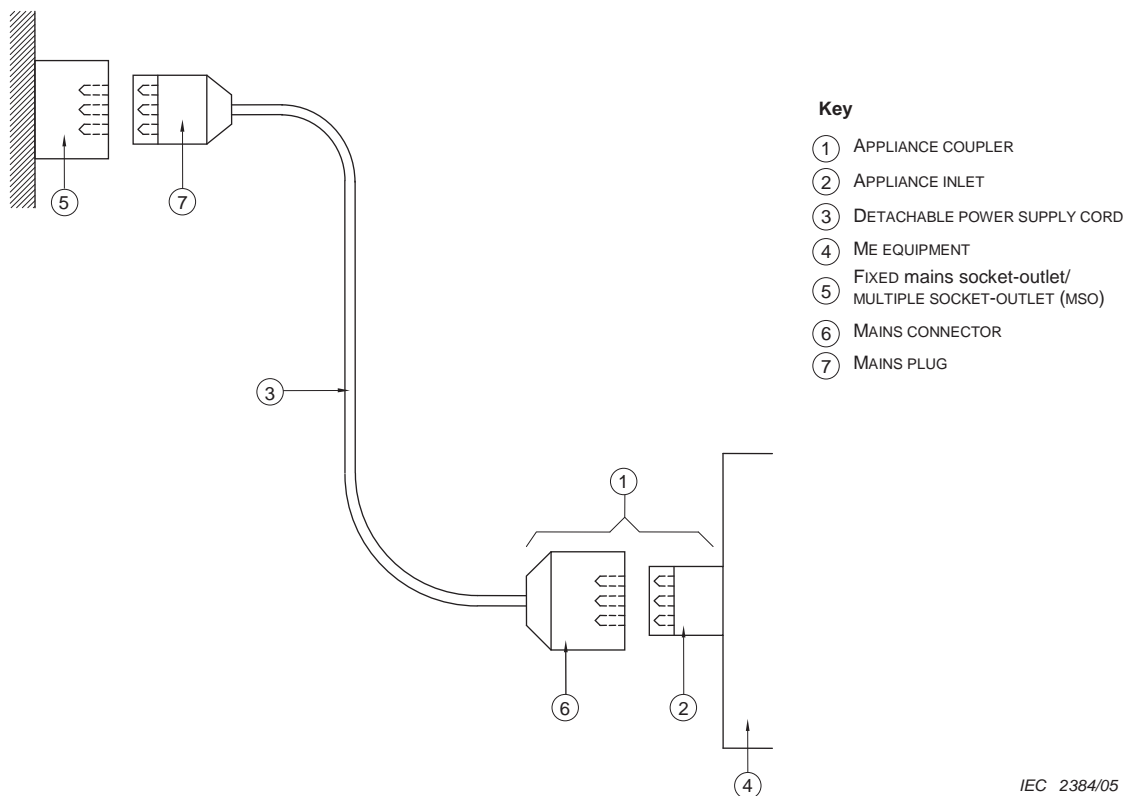 Key
1 APPLIANCE COUPLER
2 APPLIANCE INLET
3 DETACHABLE POWER SUPPLY CORD
4 ME EQUIPMENT
5 FIXED mains socket-outlet/
MULTIPLE SOCKET-OUTLET (MSO)
6 MAINS CONNECTOR
7 MAINS PLUG
5
7
3
1
6
2
4
IEC 2384/05